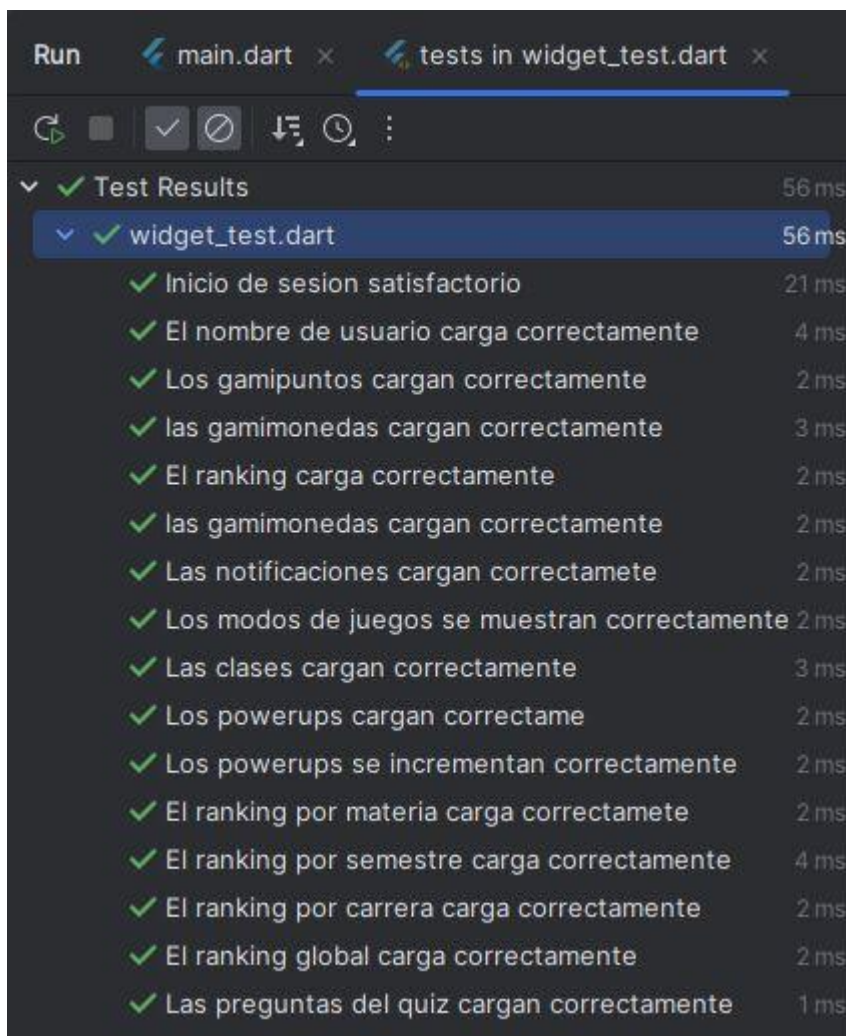 Run main.dart × tests in widget_test.dart ×
Test Results 56 ms
widget_test.dart 56 ms
Inicio de sesion satisfactorio 21 ms
El nombre de usuario carga correctamente 4 ms
Los gamipuntos cargan correctamente 2 ms
las gamimonedas cargan correctamente 3 ms
El ranking carga correctamente 2 ms
las gamimonedas cargan correctamente 2 ms
Las notificaciones cargan correctamete 2 ms
Los modos de juegos se muestran correctamente 2 ms
Las clases cargan correctamente 3 ms
Los powerups cargan correctame 2 ms
Los powerups se incrementan correctamente 2 ms
El ranking por materia carga correctamete 2 ms
El ranking por semestre carga correctamente 4 ms
El ranking por carrera carga correctamente 2 ms
El ranking global carga correctamente 2 ms
Las preguntas del quiz cargan correctamente 1 ms